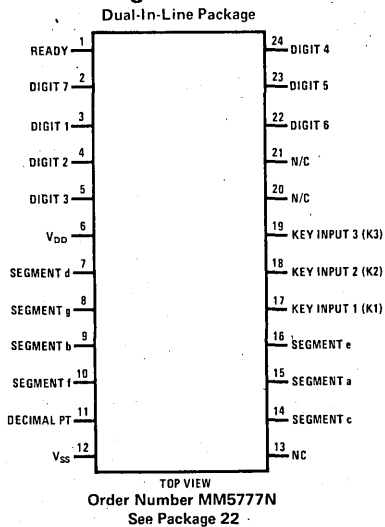 Dual-In-Line Package
READY 1
24 DIGIT 4
DIGIT 7 2
23 DIGIT 5
DIGIT 1 3
22 DIGIT 6
DIGIT 2 4
21 N/C
DIGIT 3 5
20 N/C
VDD 6
19 KEY INPUT 3 (K3)
SEGMENT d 7
18 KEY INPUT 2 (K2)
SEGMENT g 8
17 KEY INPUT 1 (K1)
SEGMENT b 9
16 SEGMENT e
SEGMENT f 10
15 SEGMENT a
DECIMAL PT 11
14 SEGMENT c
VSS 12
13 NC
TOP VIEW
Order Number MM5777N
See Package 22